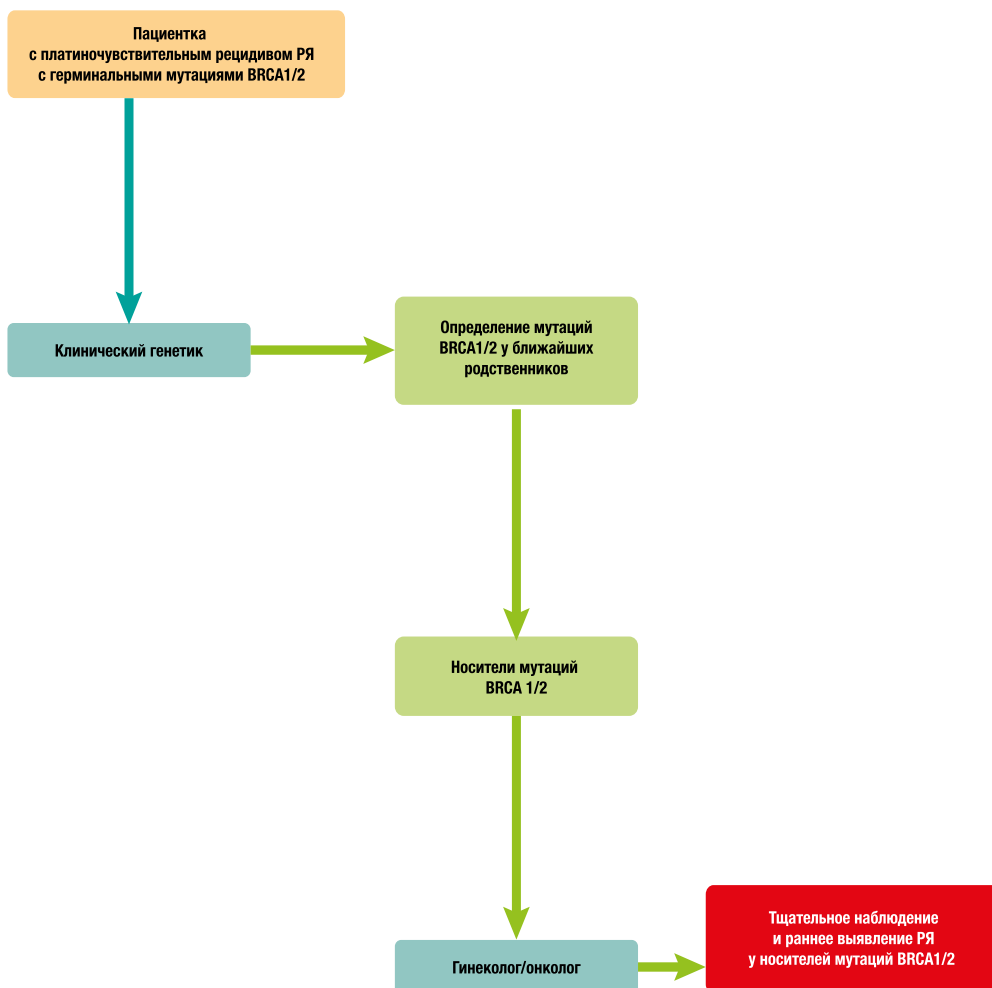 Пациентка
с платиночувствительным рецидивом РЯ
с герминальными мутациями BRCA1/2
Клинический генетик
Определение мутаций
BRCA1/2 у ближайших
родственников
Носители мутаций
BRCA 1/2
Гинеколог/онколог
Тщательное наблюдение
и раннее выявление РЯ
у носителей мутаций BRCA1/2